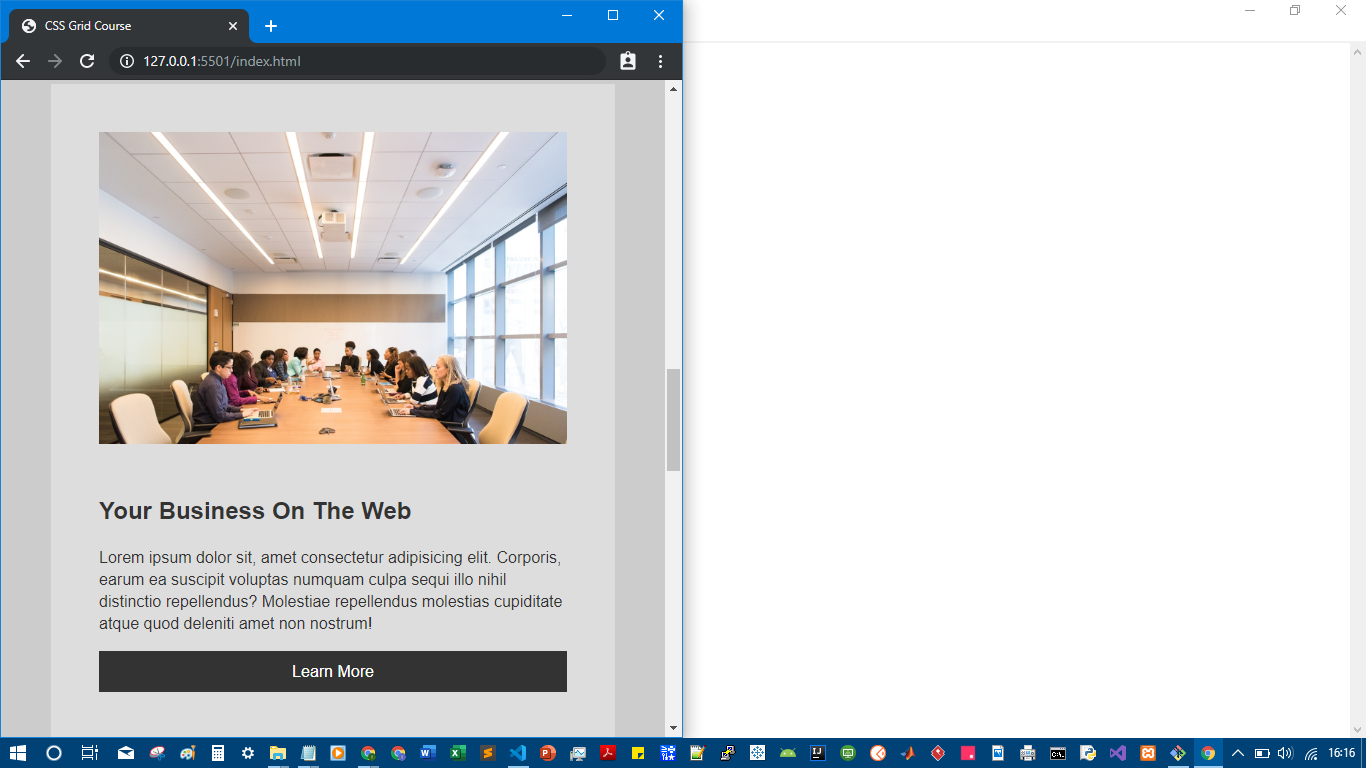 CSS Grid Course
127.0.0.1:5501/index.html
Your Business On The Web
Lorem ipsum dolor sit, amet consectetur adipisicing elit. Corporis,
earum ea suscipit voluptas numquam culpa sequi illo nihil
distinctio repellendus? Molestiae repellendus molestias cupiditate
atque quod deleniti amet non nostrum!
Learn More
16:16